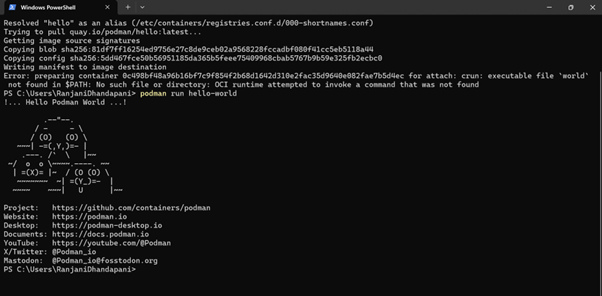 Windows PowerShell
Resolved "hello" as an alias (/etc/containers/registries.conf.d/000-shortnames.conf)
Trying to pull quay.io/podman/hello:latest...
Getting image source signatures
Copying blob sha256:81df7ff16254ed9756e27c8de9ceb02a9568228fccadbf080f41cc5eb5118a44
Copying config sha256:5dd467fce50b56951185da365b5feee75409968cbab5767b9b59e325fb2ecbc0
Writing manifest to image destination
Error: preparing container 0c498bf48a96b16bf7c9f854f2b68d1642d310e2fac35d9640e082fae7b5d4ec for attach: crun: executable file `world`
not found in $PATH: No such file or directory: OCI runtime attempted to invoke a command that was not found
PS C:\Users\RanjaniDhandapani> podman run hello-world
!... Hello Podman World ...!

         .--"--.
       / -     - \
      / (O)   (O) \
   ~~~| -=(,Y,)=- |
    .---. /`  \   |~~
 ~/  o  o \~~~~.----. ~~
  | =(X)= |~  / (O (O) \
   ~~~~~~~  ~| =(Y_)=-  |
  ~~~~    ~~~|   U      |~~

Project:   https://github.com/containers/podman
Website:   https://podman.io
Desktop:   https://podman-desktop.io
Documents: https://docs.podman.io
YouTube:   https://youtube.com/@Podman
X/Twitter: @Podman_io
Mastodon:  @Podman_io@fosstodon.org
PS C:\Users\RanjaniDhandapani>